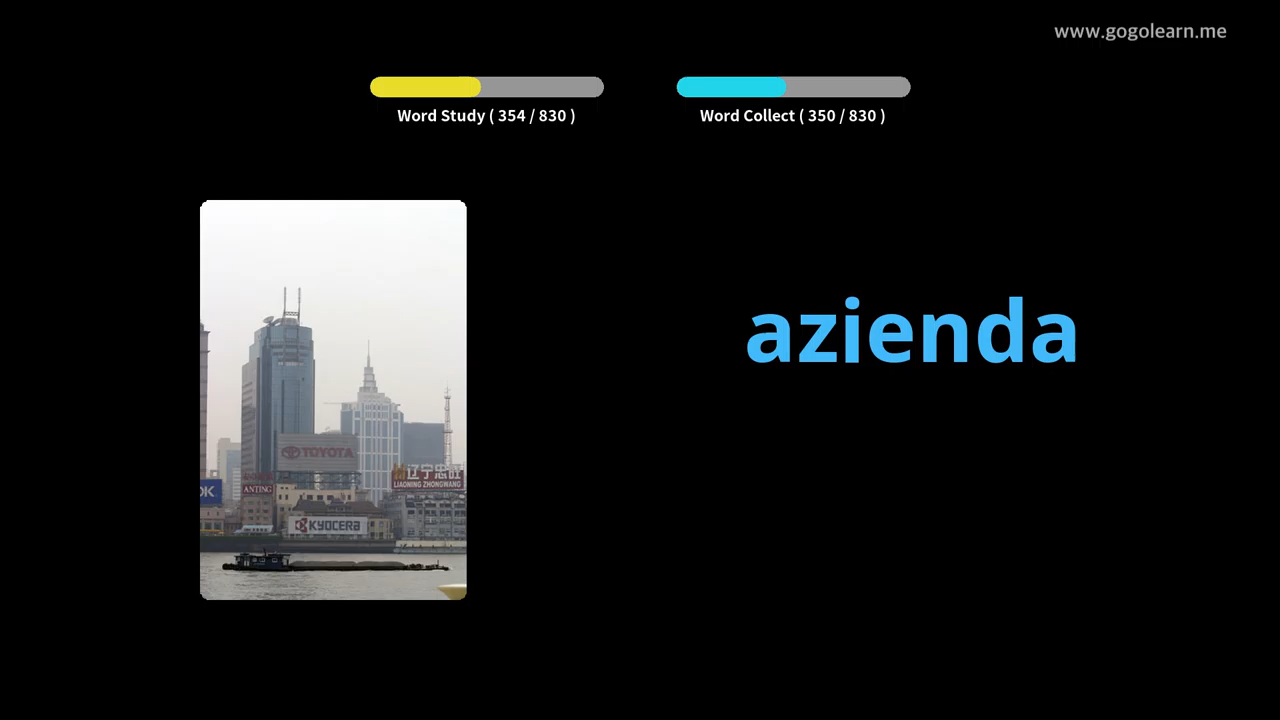 www.gogolearn.me
Word Study ( 354 / 830 )
Word Collect ( 350 / 830 )
azienda
TOYOTA
辽宁忠旺
LIAONING ZHONGWANG
OK
ANTING
KYOCERA